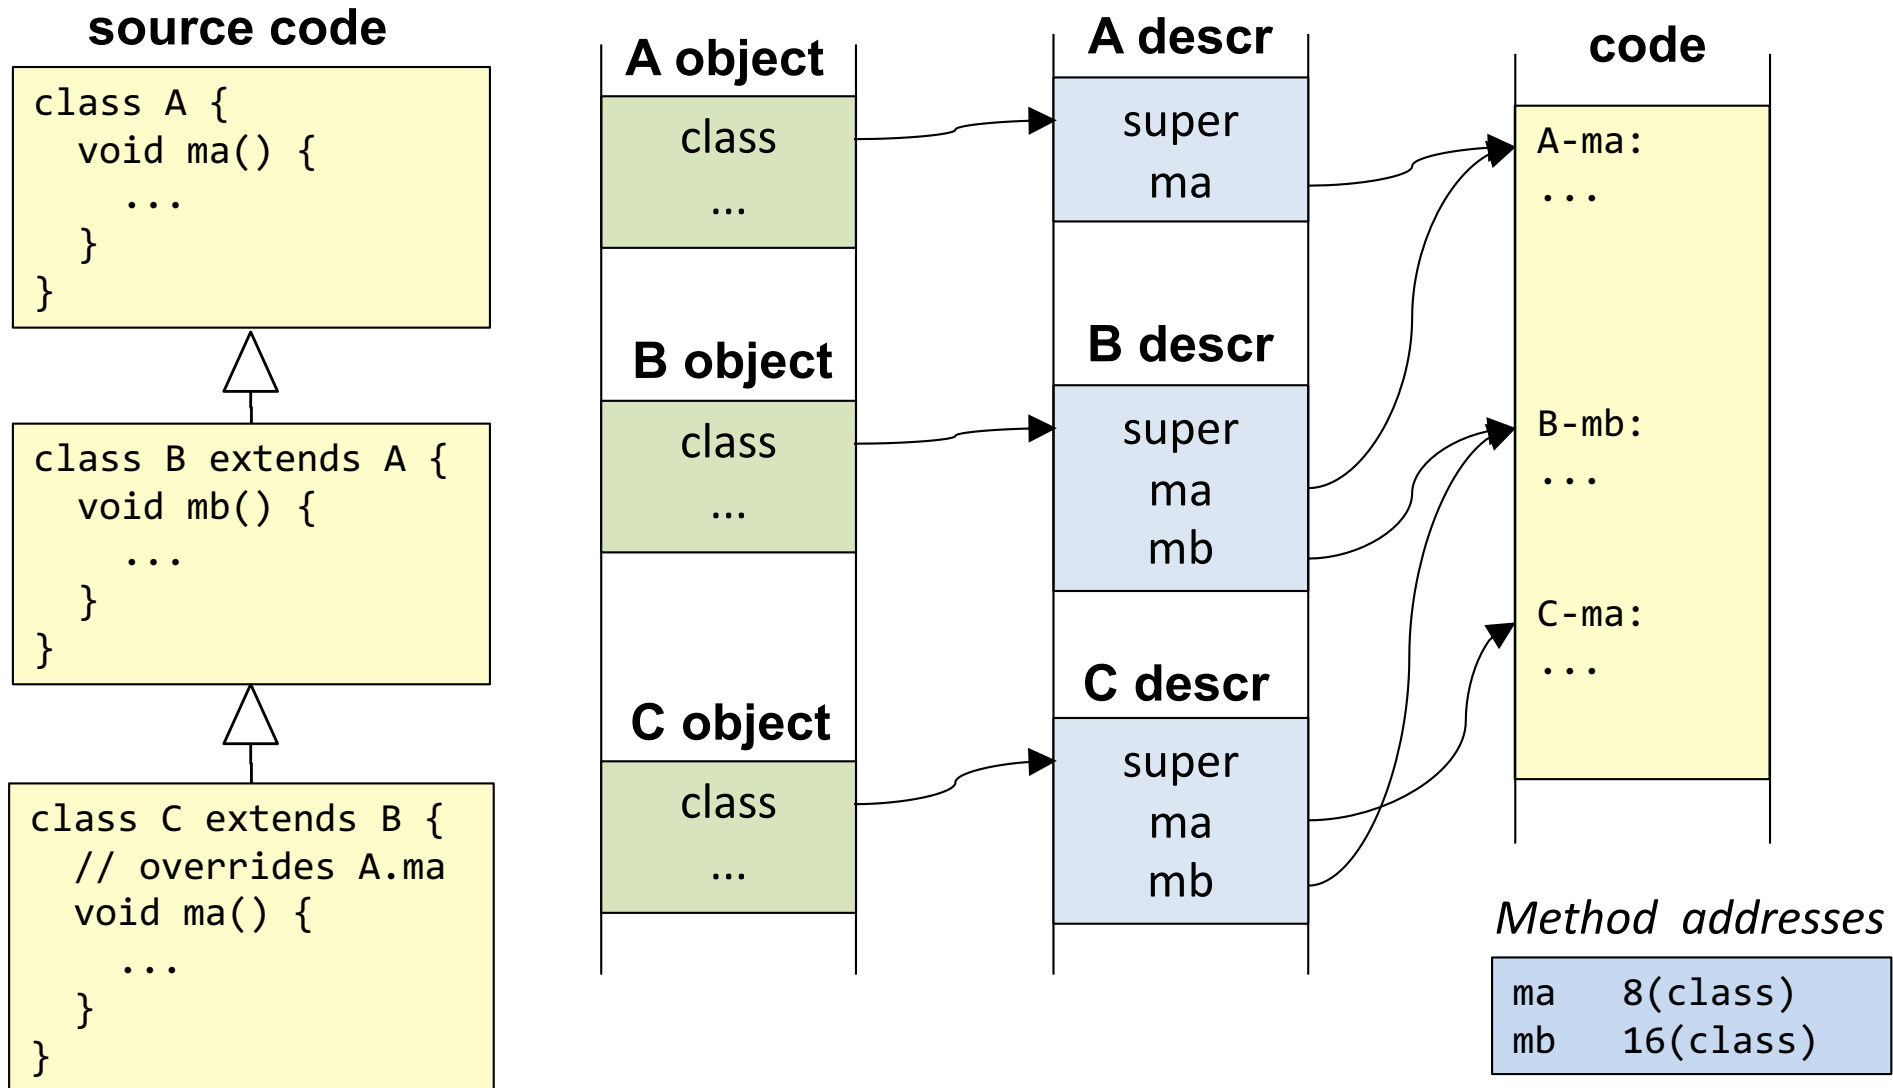 source code
class A {
  void ma() {
    ...
  }
}
class B extends A {
  void mb() {
    ...
  }
}
class C extends B {
  // overrides A.ma
  void ma() {
    ...
  }
}
A object
class
...
B object
class
...
C object
class
...
A descr
super
ma
B descr
super
ma
mb
C descr
super
ma
mb
code
A-ma:
...
B-mb:
...
C-ma:
...
Method addresses
ma 8(class)
mb 16(class)